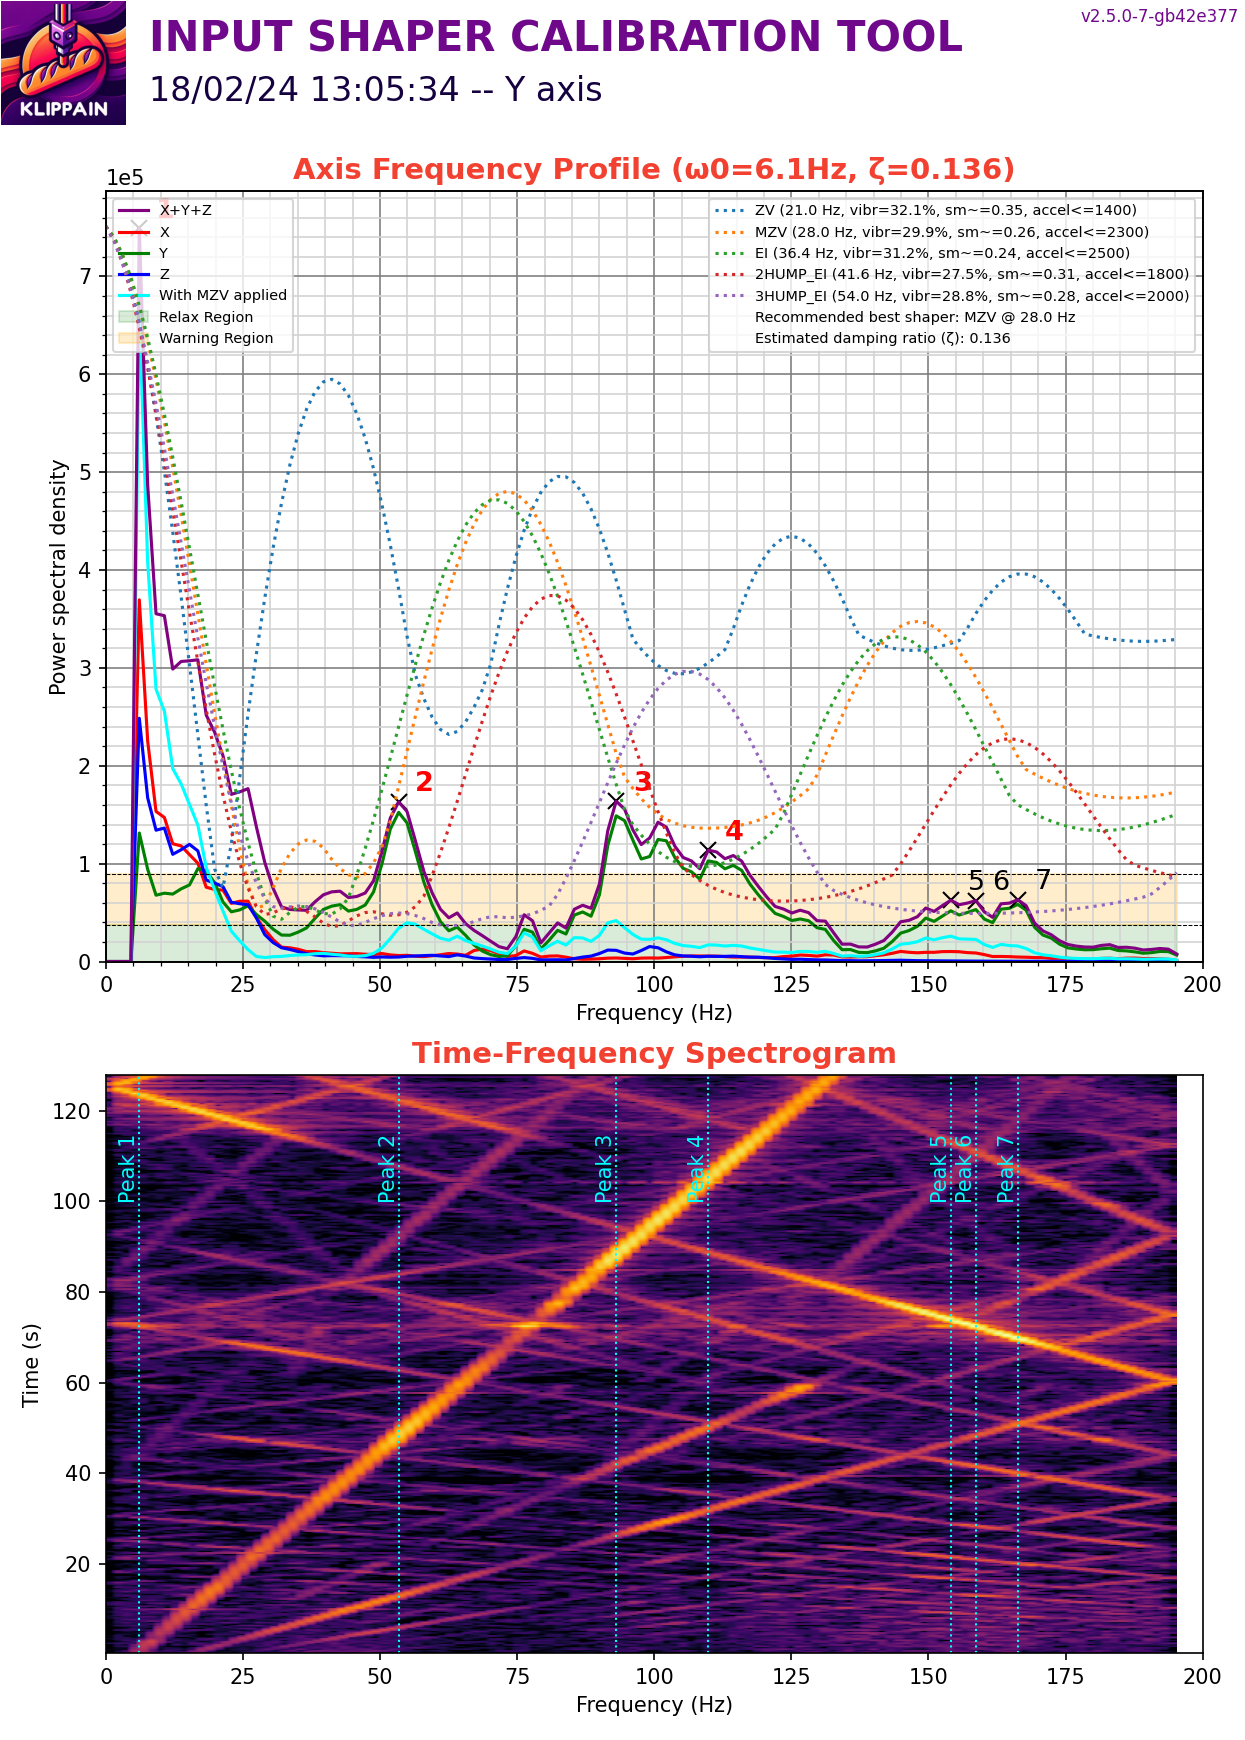 INPUT SHAPER CALIBRATION TOOL
v2.5.0-7-gb42e377
18/02/24 13:05:34 -- Y axis
KLIPPAIN
Axis Frequency Profile (ω0=6.1Hz, ζ=0.136)
1e5
X+Y+Z
X
Y
Z
With MZV applied
Relax Region
Warning Region
ZV (21.0 Hz, vibr=32.1%, sm~=0.35, accel<=1400)
MZV (28.0 Hz, vibr=29.9%, sm~=0.26, accel<=2300)
EI (36.4 Hz, vibr=31.2%, sm~=0.24, accel<=2500)
2HUMP_EI (41.6 Hz, vibr=27.5%, sm~=0.31, accel<=1800)
3HUMP_EI (54.0 Hz, vibr=28.8%, sm~=0.28, accel<=2000)
Recommended best shaper: MZV @ 28.0 Hz
Estimated damping ratio (ζ): 0.136
Power spectral density
7
6
5
4
3
2
1
0
1
2
3
4
5 6 7
0 25 50 75 100 125 150 175 200
Frequency (Hz)
Time-Frequency Spectrogram
Time (s)
120
100
80
60
40
20
Peak 1
Peak 2
Peak 3
Peak 4
Peak 5
Peak 6
Peak 7
0 25 50 75 100 125 150 175 200
Frequency (Hz)